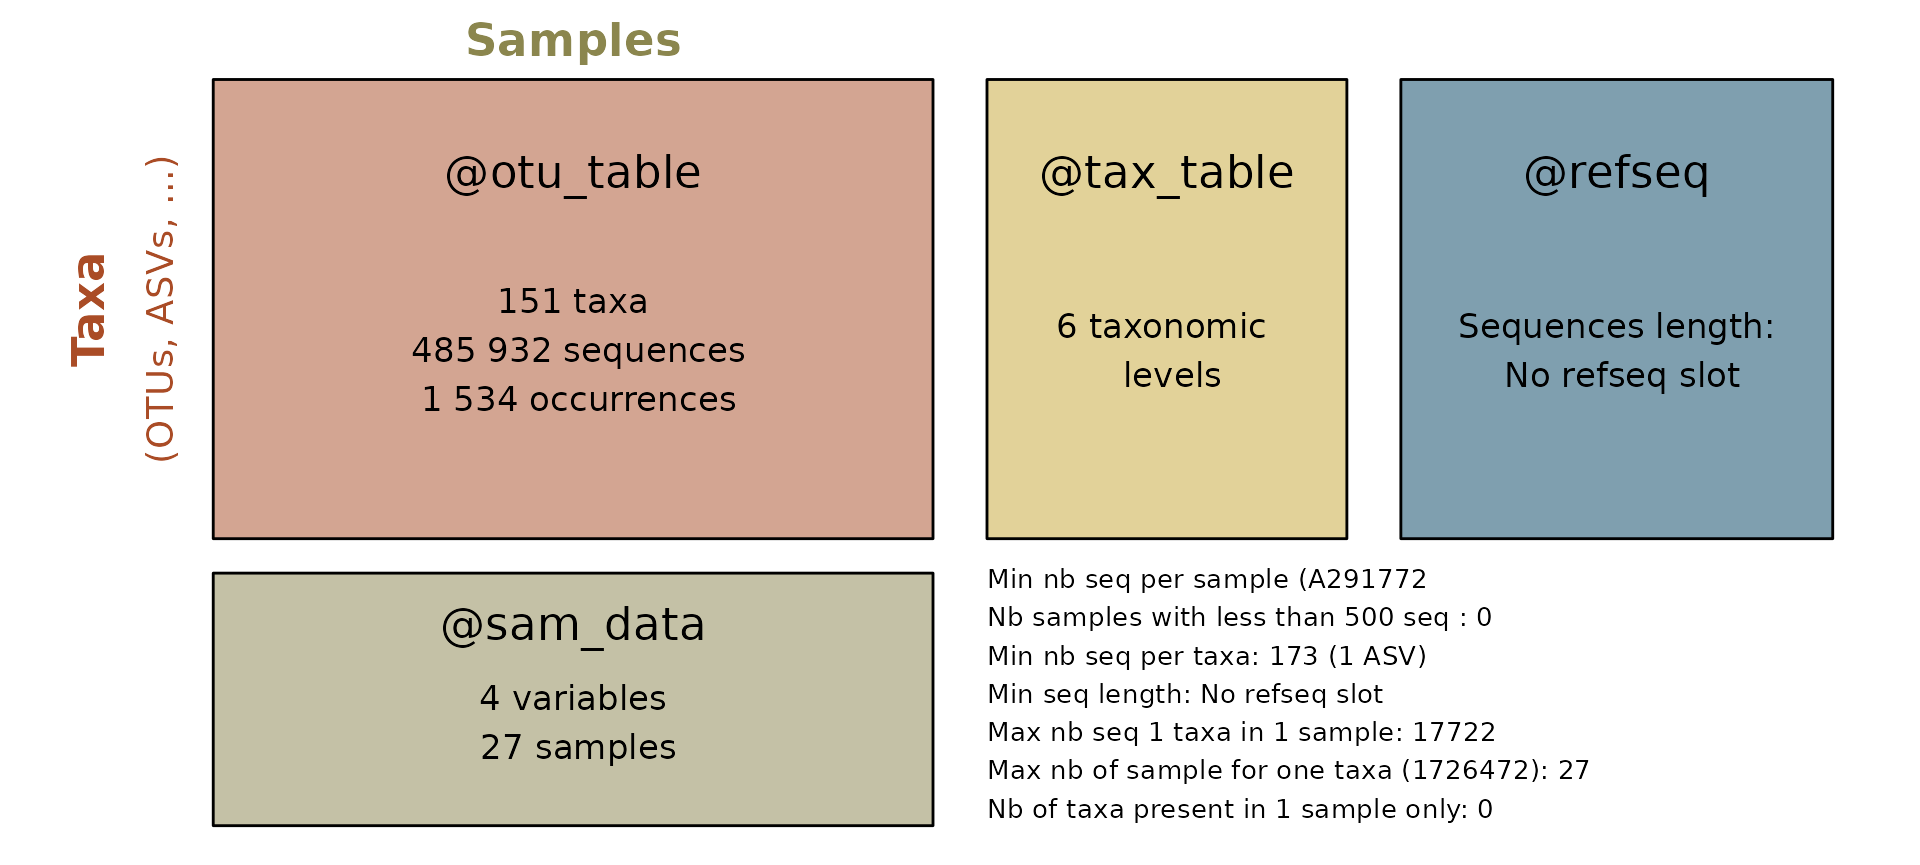 Samples
Taxa
(OTUs, ASVs, ...)
@otu_table
151 taxa
485 932 sequences
1 534 occurrences
@tax_table
6 taxonomic
levels
@refseq
Sequences length:
No refseq slot
@sam_data
4 variables
27 samples
Min nb seq per sample (A291772
Nb samples with less than 500 seq : 0
Min nb seq per taxa: 173 (1 ASV)
Min seq length: No refseq slot
Max nb seq 1 taxa in 1 sample: 17722
Max nb of sample for one taxa (1726472): 27
Nb of taxa present in 1 sample only: 0